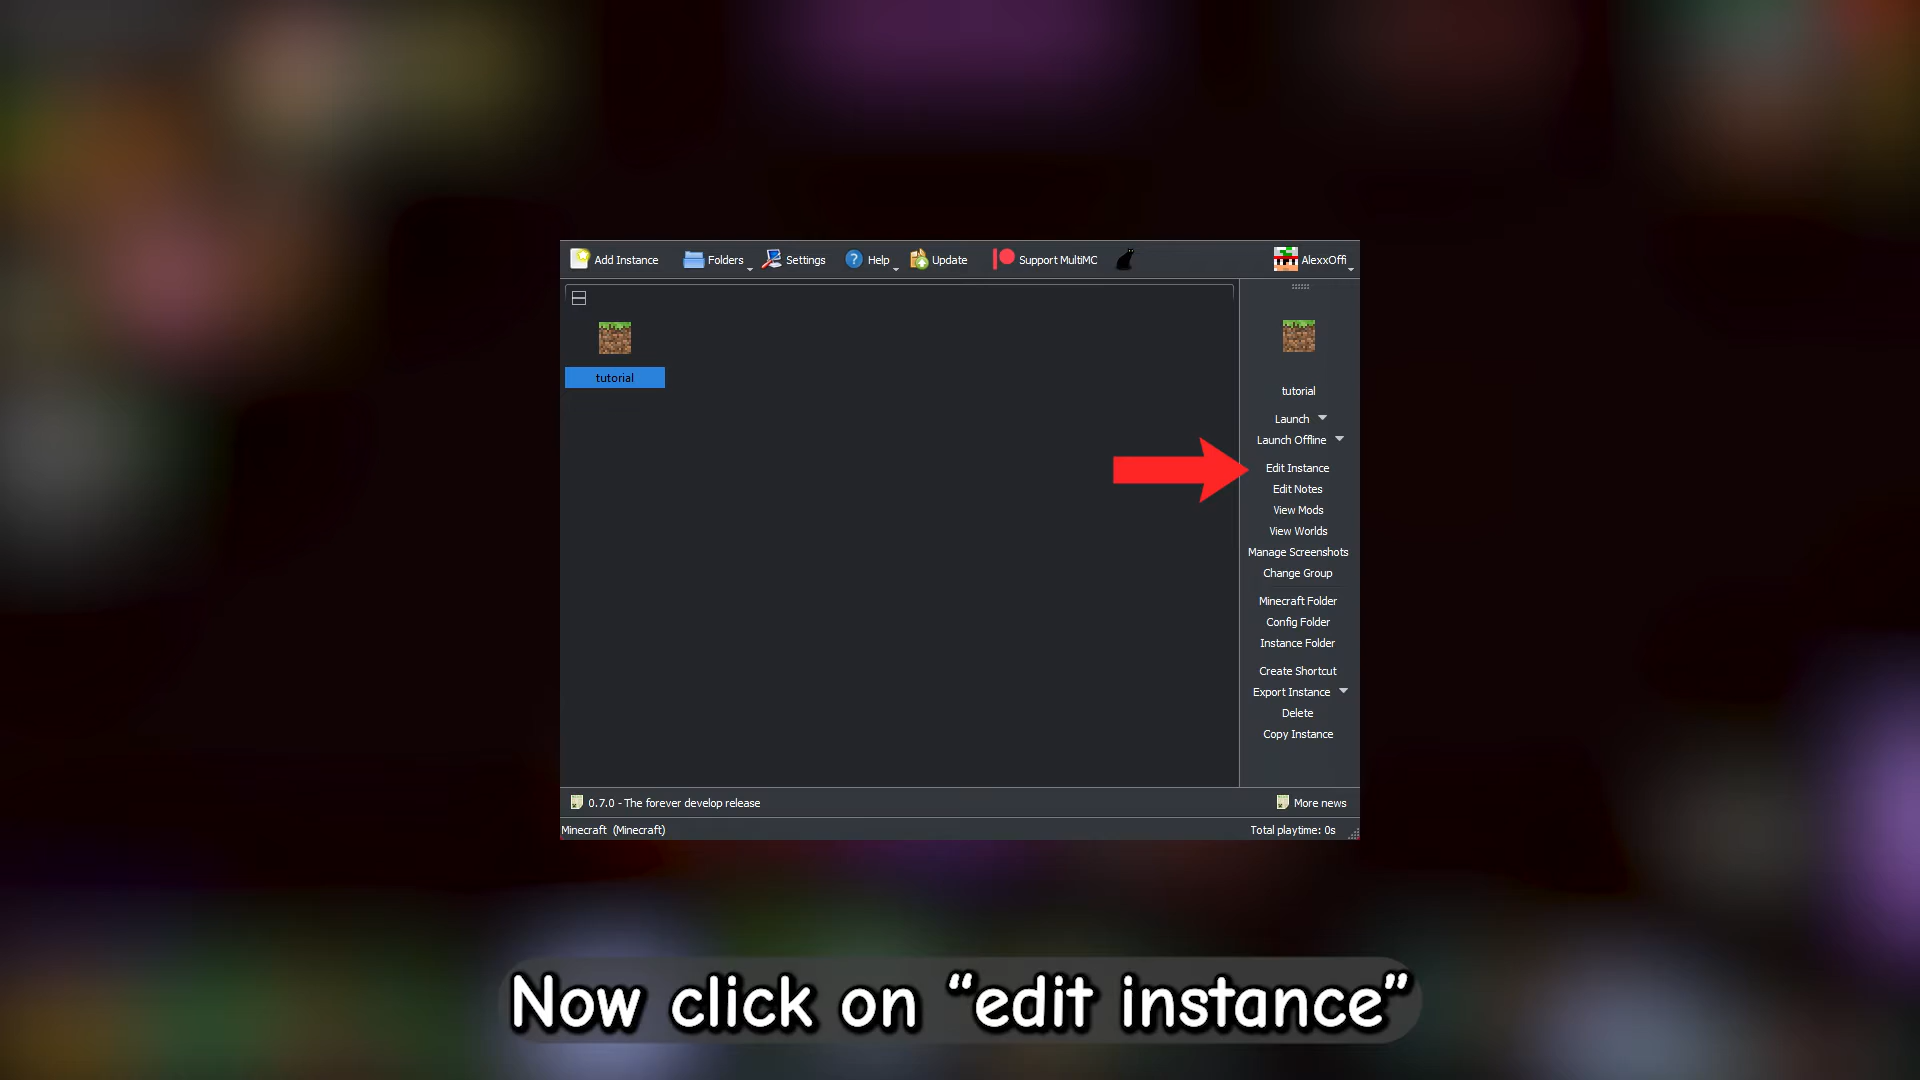 Add Instance Folders Settings Help Update Support MultiMC AlexxOffi
tutorial
tutorial
Launch
Launch Offline
Edit Instance
Edit Notes
View Mods
View Worlds
Manage Screenshots
Change Group
Minecraft Folder
Config Folder
Instance Folder
Create Shortcut
Export Instance
Delete
Copy Instance
0.7.0 - The forever develop release More news
Minecraft (Minecraft) Total playtime: 0s
Now click on “edit instance”